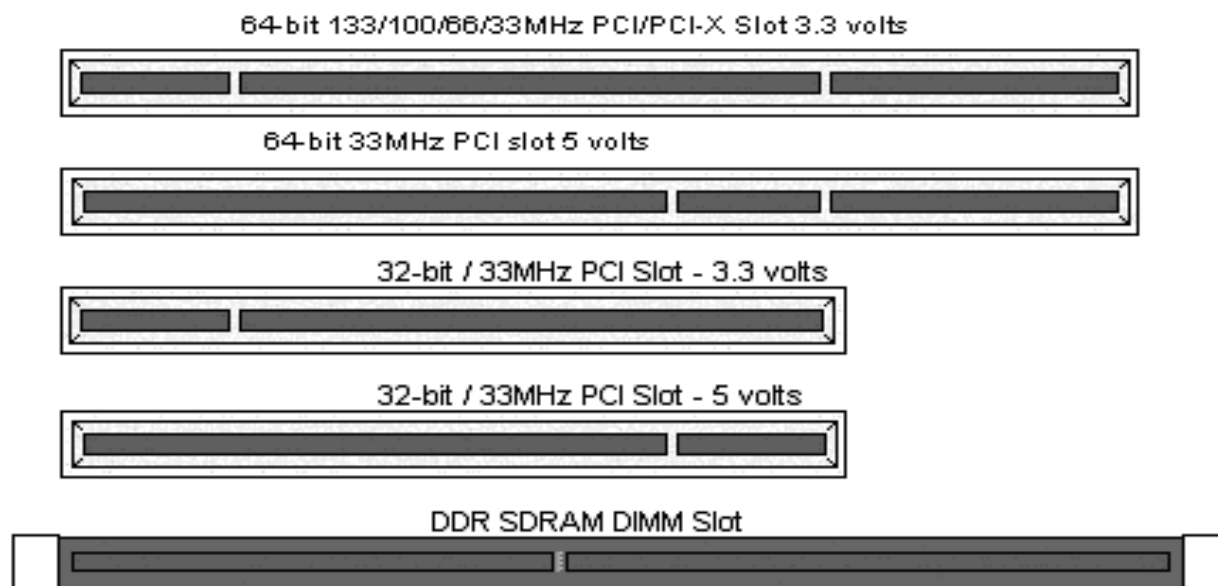 64-bit 133/100/66/33MHz PCI/PCI-X Slot 3.3 volts
64-bit 33MHz PCI slot 5 volts
32-bit / 33MHz PCI Slot - 3.3 volts
32-bit / 33MHz PCI Slot - 5 volts
DDR SDRAM DIMM Slot